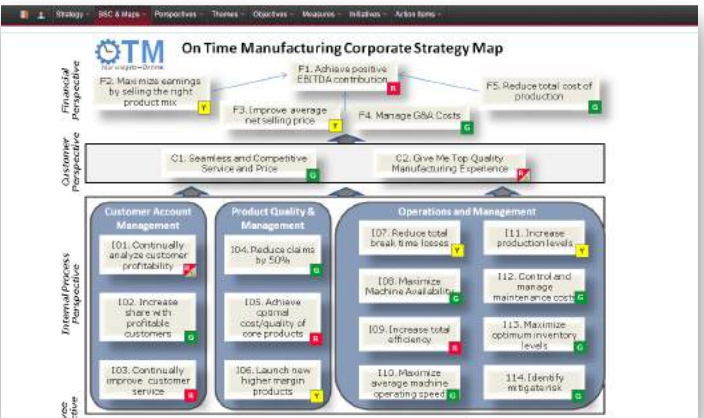 Strategy BSC & Maps Perspectives Themes Objectives Measures Initiatives Action Items
OTM
On Time Manufacturing Corporate Strategy Map
Financial
Perspective
F2. Maximize earnings
by selling the right
product mix
Y
F1. Achieve positive
EBITDA contribution
R
F5. Reduce total cost of
production
G
F3. Improve average
net selling price
Y
F4. Manage G&A Costs
G
Customer
Perspective
C1. Seamless and Competitive
Service and Price
G
C2. Give Me Top Quality
Manufacturing Experience
R
Internal Process
Perspective
Customer Account
Management
I01. Continually
analyze customer
profitability
R
I02. Increase
share with
profitable
customers
G
I03. Continually
improve customer
service
R
Product Quality &
Management
I04. Reduce claims
by 50%
G
I05. Achieve
optimal
cost/quality of
core products
R
I06. Launch new
higher margin
products
Y
Operations and Management
I07. Reduce total
break time losses
Y
I11. Increase
production levels
Y
I08. Maximize
Machine Availability
G
I12. Control and
manage
maintenance costs
G
I09. Increase total
efficiency
R
I13. Maximize
optimum inventory
levels
G
I10. Maximize
average machine
operating speed
G
114. Identify
mitigate risk
G